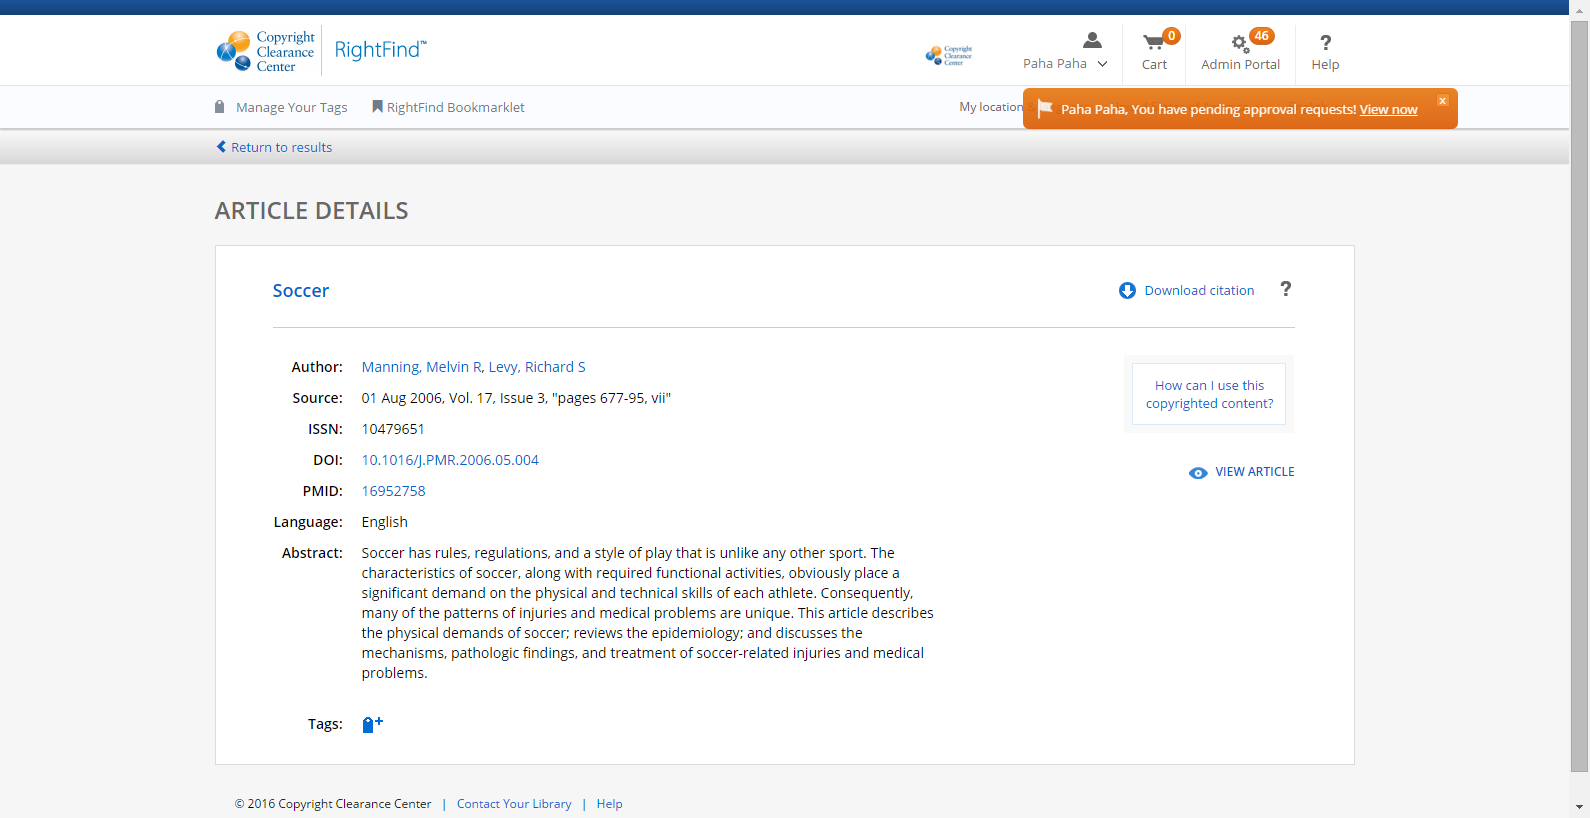 Copyright
Clearance
Center
RightFind™
Copyright
Clearance
Center
Paha Paha
0
Cart
46
Admin Portal
?
Help
Manage Your Tags
RightFind Bookmarklet
My location
Paha Paha, You have pending approval requests! View now
x
Return to results
ARTICLE DETAILS
Soccer
Download citation
?
Author: Manning, Melvin R, Levy, Richard S
Source: 01 Aug 2006, Vol. 17, Issue 3, "pages 677-95, vii"
ISSN: 10479651
DOI: 10.1016/J.PMR.2006.05.004
PMID: 16952758
Language: English
Abstract: Soccer has rules, regulations, and a style of play that is unlike any other sport. The
characteristics of soccer, along with required functional activities, obviously place a
significant demand on the physical and technical skills of each athlete. Consequently,
many of the patterns of injuries and medical problems are unique. This article describes
the physical demands of soccer; reviews the epidemiology; and discusses the
mechanisms, pathologic findings, and treatment of soccer-related injuries and medical
problems.
Tags:
How can I use this
copyrighted content?
VIEW ARTICLE
© 2016 Copyright Clearance Center | Contact Your Library | Help